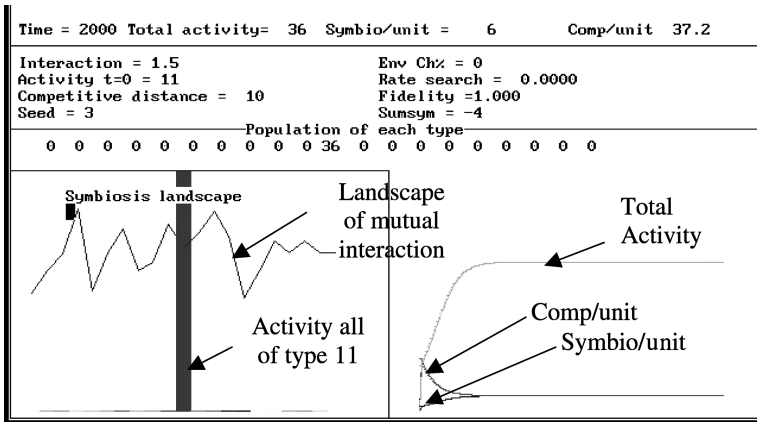 Time = 2000 Total activity= 36 Symbio/unit = 6 Comp/unit 37.2
Interaction = 1.5 Env Ch% = 0
Activity t=0 = 11 Rate search = 0.0000
Competitive distance = 10 Fidelity =1.000
Seed = 3 Sumsym = -4
Population of each type
0 0 0 0 0 0 0 0 0 0 36 0 0 0 0 0 0 0 0 0
Symbiosis landscape
Landscape
of mutual
interaction
Total
Activity
Activity all
of type 11
Comp/unit
Symbio/unit